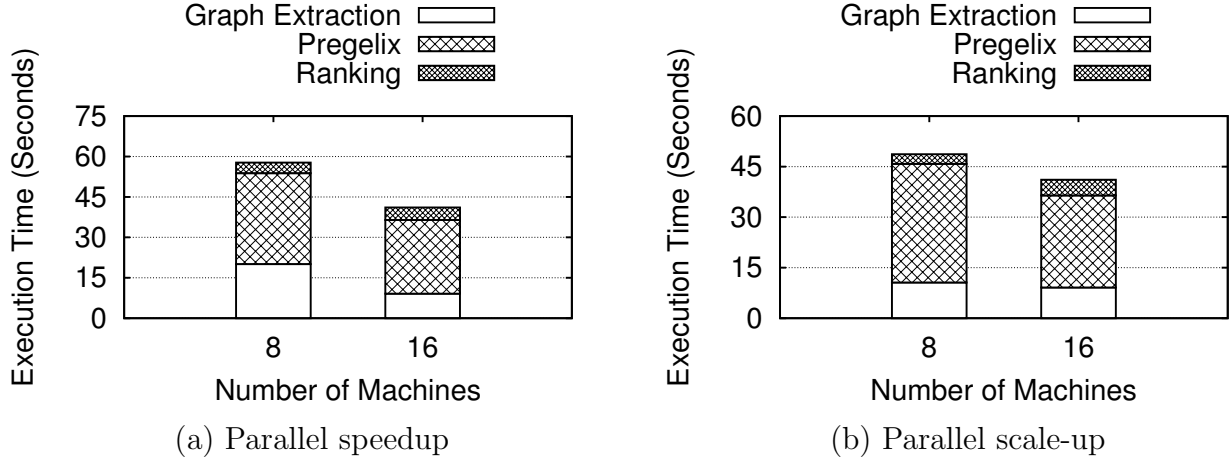 Graph Extraction
Pregelix
Ranking
Execution Time (Seconds)
75
60
45
30
15
0
8 16
Number of Machines
(a) Parallel speedup
Graph Extraction
Pregelix
Ranking
Execution Time (Seconds)
60
45
30
15
0
8 16
Number of Machines
(b) Parallel scale-up